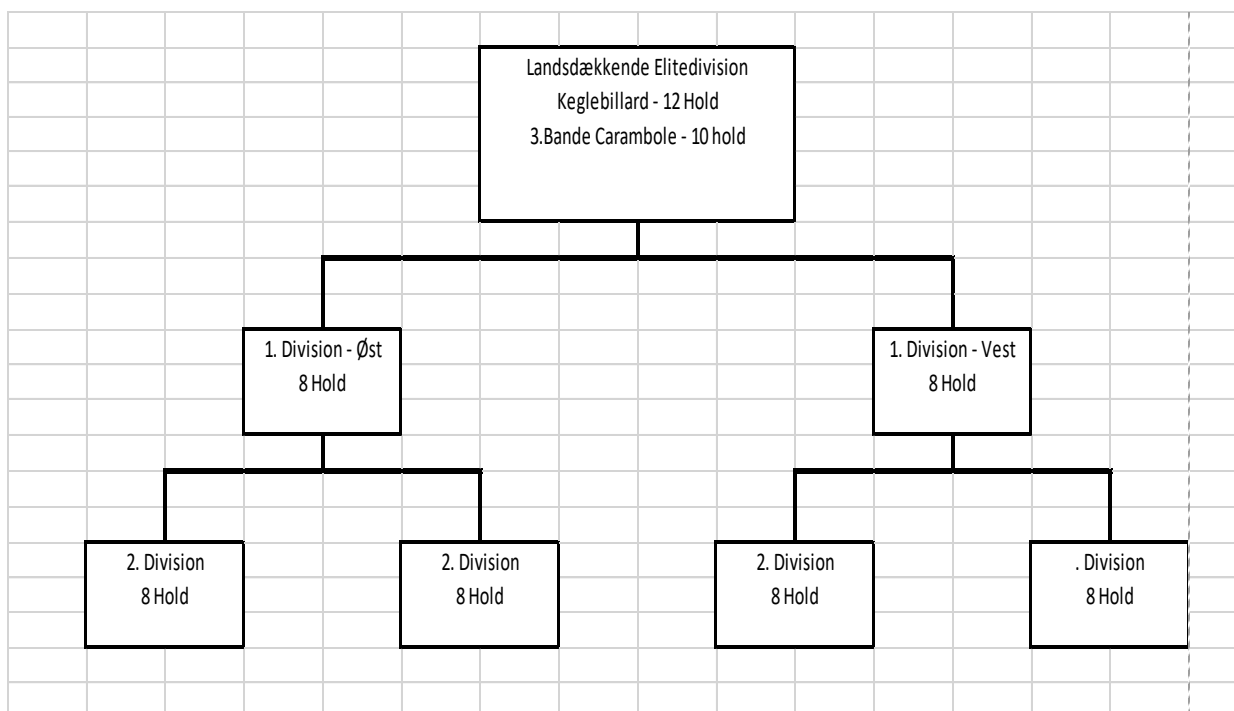 Landsdækkende Elitedivision
Keglebillard - 12 Hold
3.Bande Carambole - 10 hold
1. Division - Øst
8 Hold
1. Division - Vest
8 Hold
2. Division
8 Hold
2. Division
8 Hold
2. Division
8 Hold
. Division
8 Hold